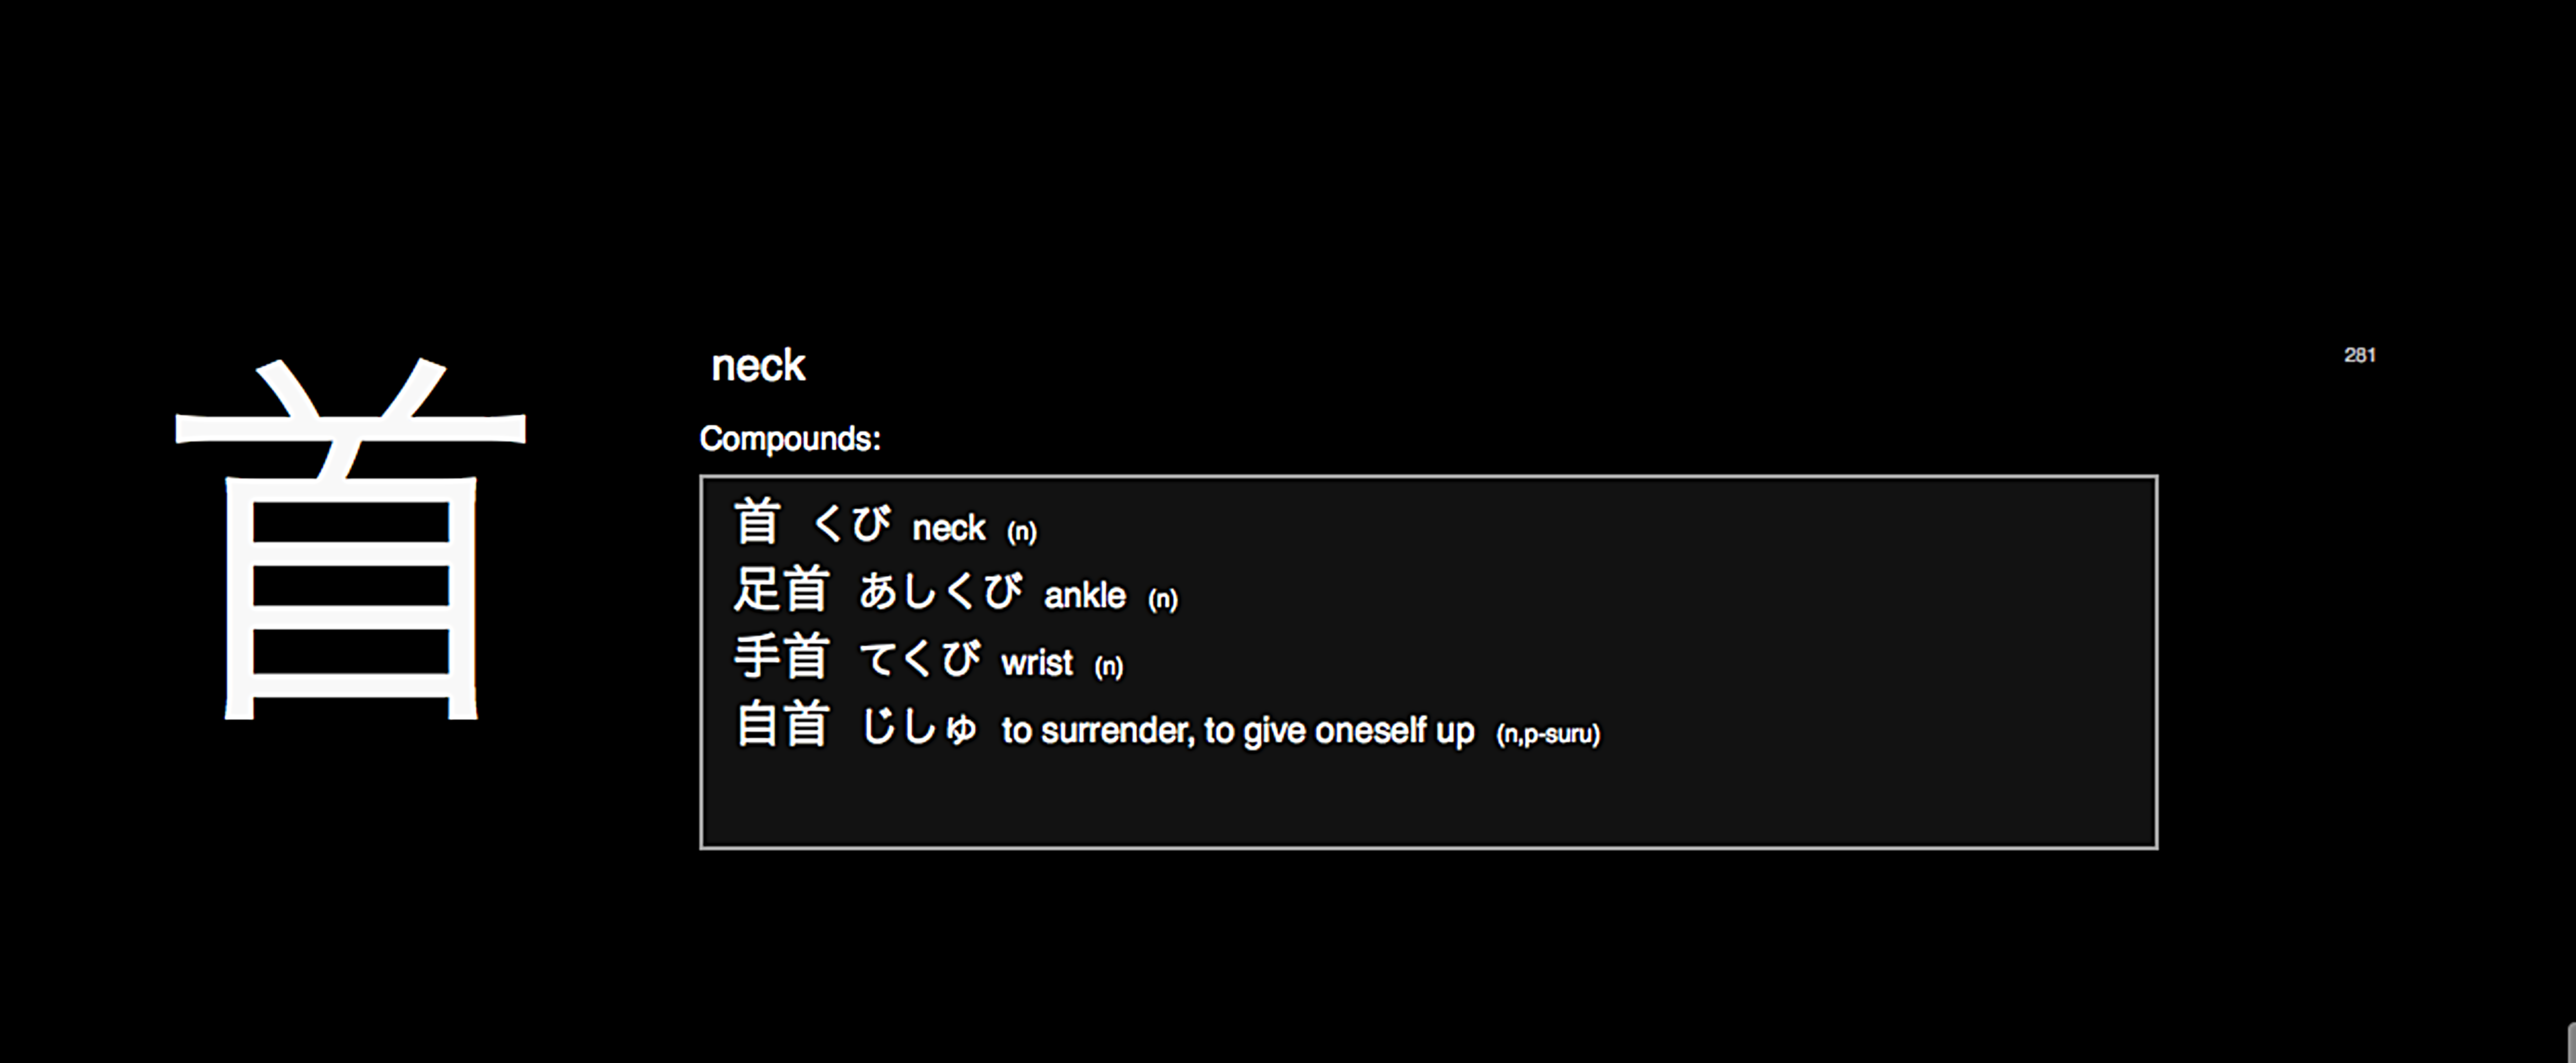 首
neck
281
Compounds:
首 くび neck (n)
足首 あしくび ankle (n)
手首 てくび wrist (n)
自首 じしゅ to surrender, to give oneself up (n,p-suru)